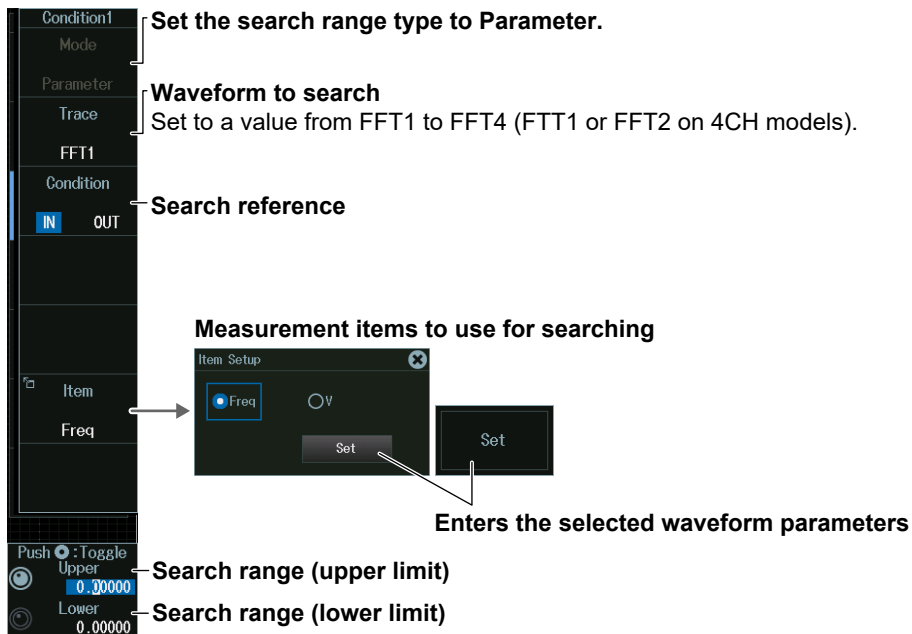 Condition1
Set the search range type to Parameter.
Mode
Parameter
Waveform to search
Trace
Set to a value from FFT1 to FFT4 (FTT1 or FFT2 on 4CH models).
FFT1
Condition
Search reference
IN OUT
Measurement items to use for searching
Item Setup
Item
Freq V
Freq
Set
Set
Enters the selected waveform parameters
Push :Toggle
Upper
Search range (upper limit)
0.00000
Lower
Search range (lower limit)
0.00000